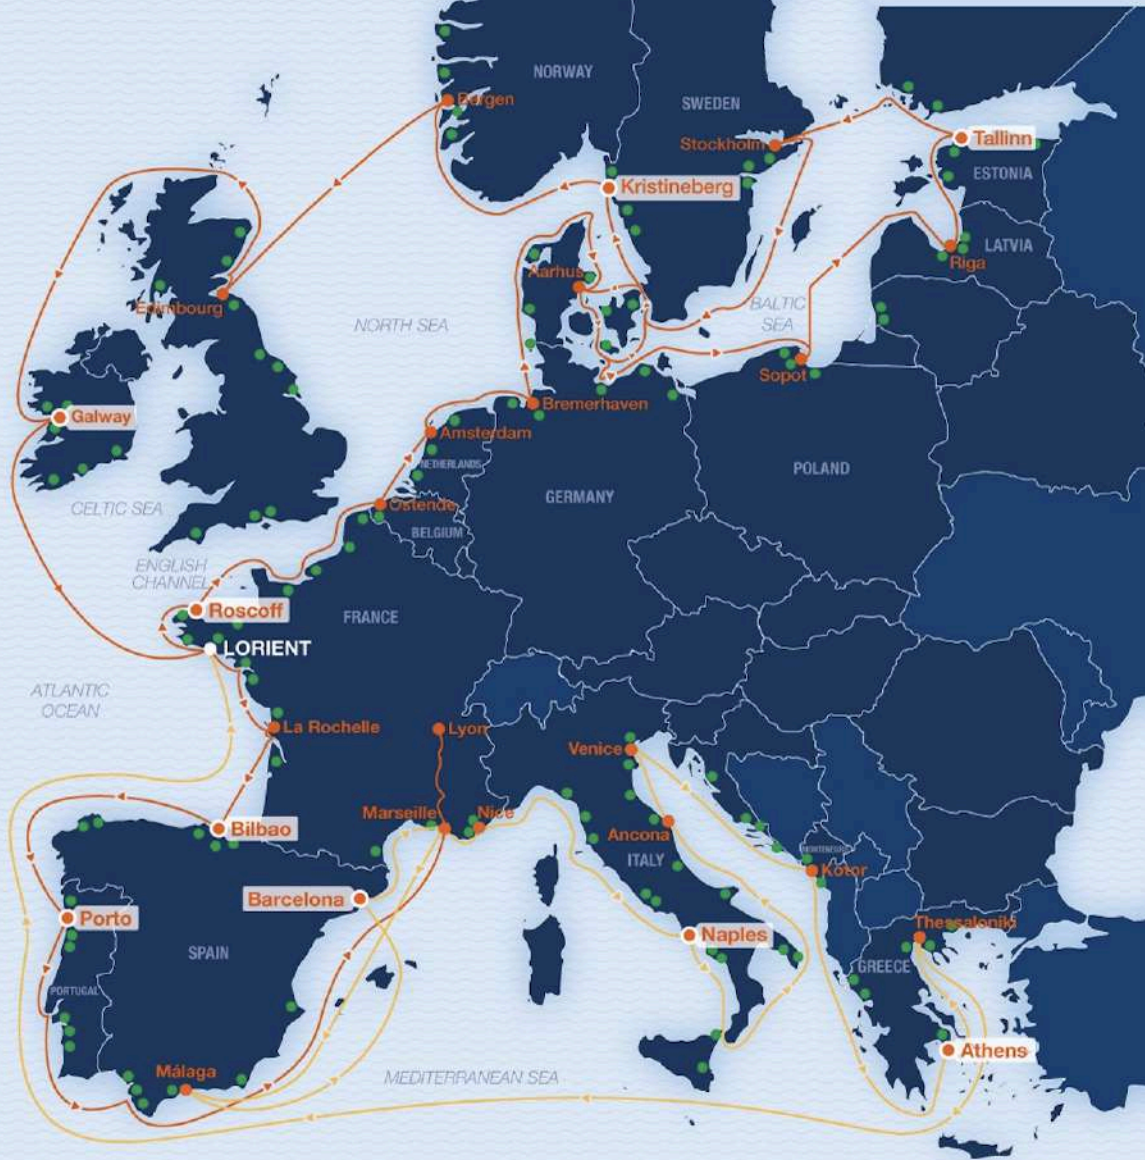 NORWAY
Bergen
SWEDEN
Stockholm
Tallinn
ESTONIA
Kristineberg
LATVIA
Riga
Aarhus
Edimbourg
BALTIC
SEA
NORTH SEA
Sopot
Bremerhaven
Galway
Amsterdam
NETHERLANDS
POLAND
GERMANY
CELTIC SEA
Ostende
BELGIUM
ENGLISH
CHANNEL
Roscoff
FRANCE
LORIENT
ATLANTIC
OCEAN
La Rochelle
Lyon
Venice
Marseille
Nice
Bilbao
Ancona
MONTENEGRO
ITALY
Kotor
Barcelona
Porto
Naples
Thessaloniki
SPAIN
GREECE
PORTUGAL
Athens
Málaga
MEDITERRANEAN SEA